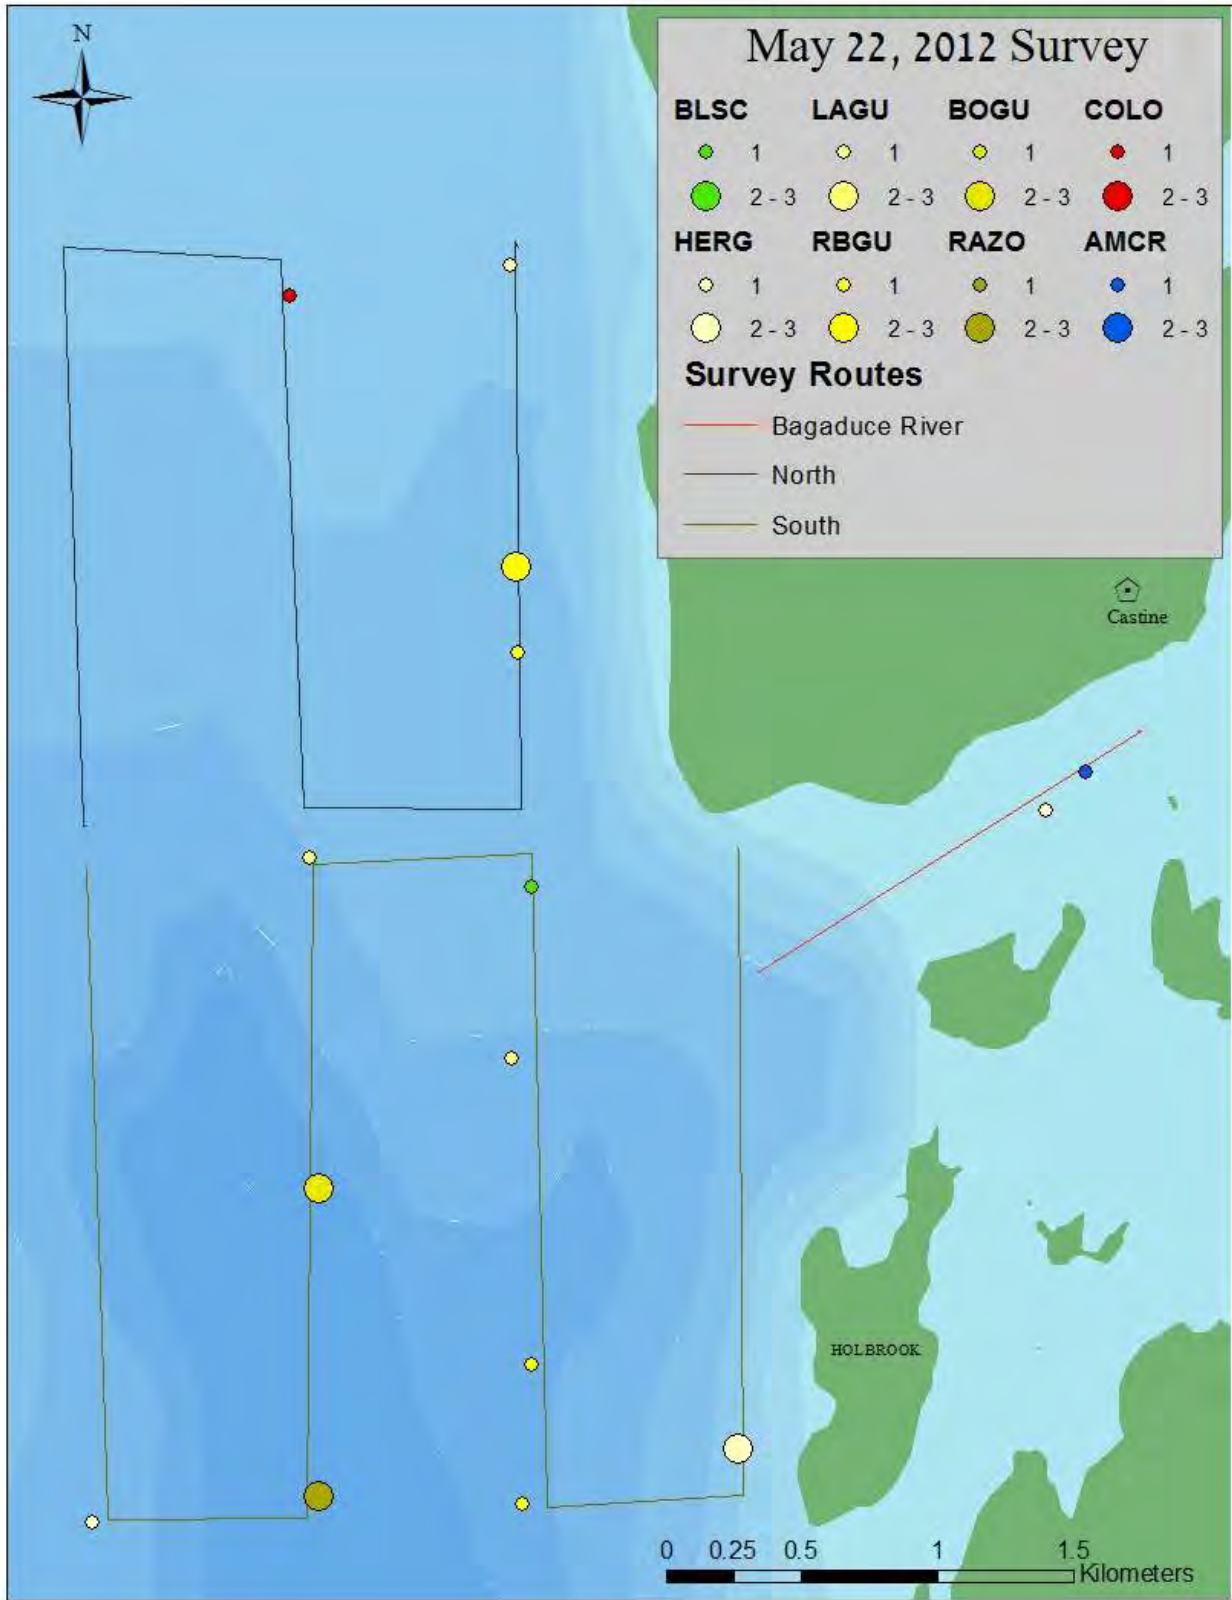 N
May 22, 2012 Survey
BLSC LAGU BOGU COLO
1 1 1 1
2 - 3 2 - 3 2 - 3 2 - 3
HERG RBGU RAZO AMCR
1 1 1 1
2 - 3 2 - 3 2 - 3 2 - 3
Survey Routes
Bagaduce River
North
South
Castine
HOLBROOK
0 0.25 0.5 1 1.5
Kilometers